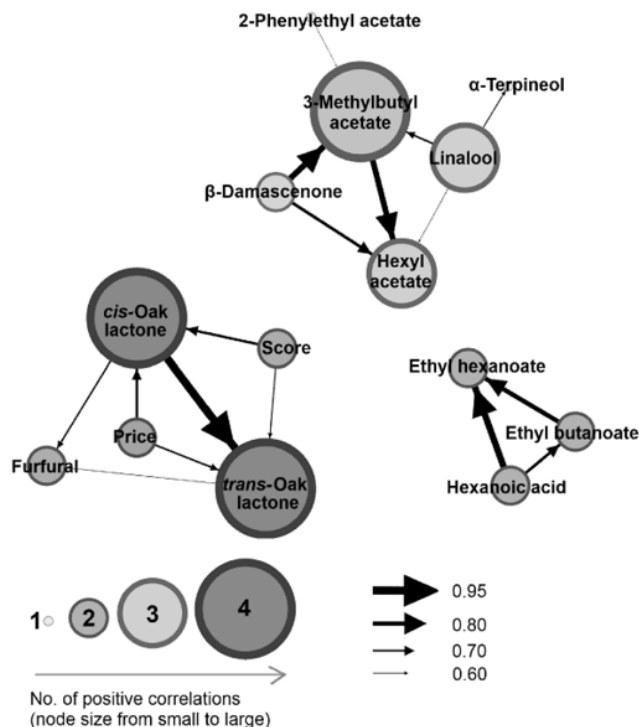 2-Phenylethyl acetate
3-Methylbutyl
acetate
α-Terpineol
Linalool
β-Damascenone
Hexyl
acetate
cis-Oak
lactone
Score
Price
Furfural
trans-Oak
lactone
Ethyl hexanoate
Ethyl butanoate
Hexanoic acid
1
2
3
4
No. of positive correlations
(node size from small to large)
0.95
0.80
0.70
0.60